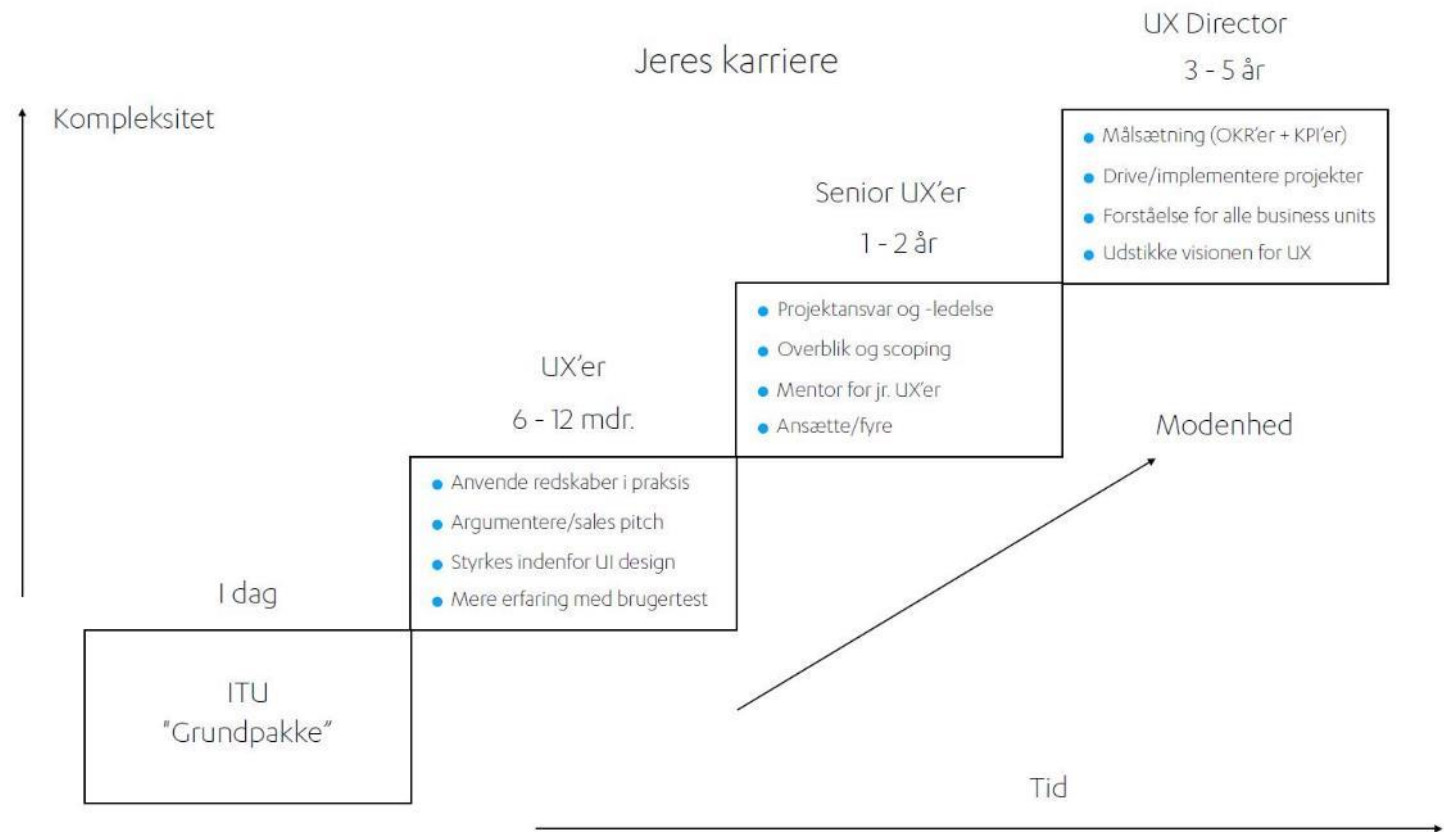 Jeres karriere
Kompleksitet
I dag
ITU
"Grundpakke"
UX'er
6 - 12 mdr.
Anvende redskaber i praksis
Argumentere/sales pitch
Styrkes indenfor UI design
Mere erfaring med brugertest
Senior UX'er
1 - 2 år
Projektansvar og -ledelse
Overblik og scoping
Mentor for jr. UX'er
Ansætte/fyre
UX Director
3 - 5 år
Målsætning (OKR'er + KPI'er)
Drive/implementere projekter
Forståelse for alle business units
Udstikke visionen for UX
Modenhed
Tid